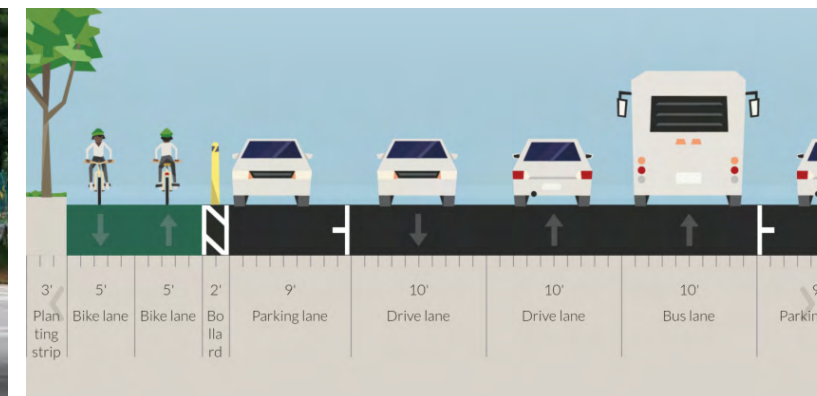 3' 5' 5' 2' 9' 10' 10' 10'
Plan Bike lane Bike lane Bo Parking lane Drive lane Drive lane Bus lane
ting lla
strip rd